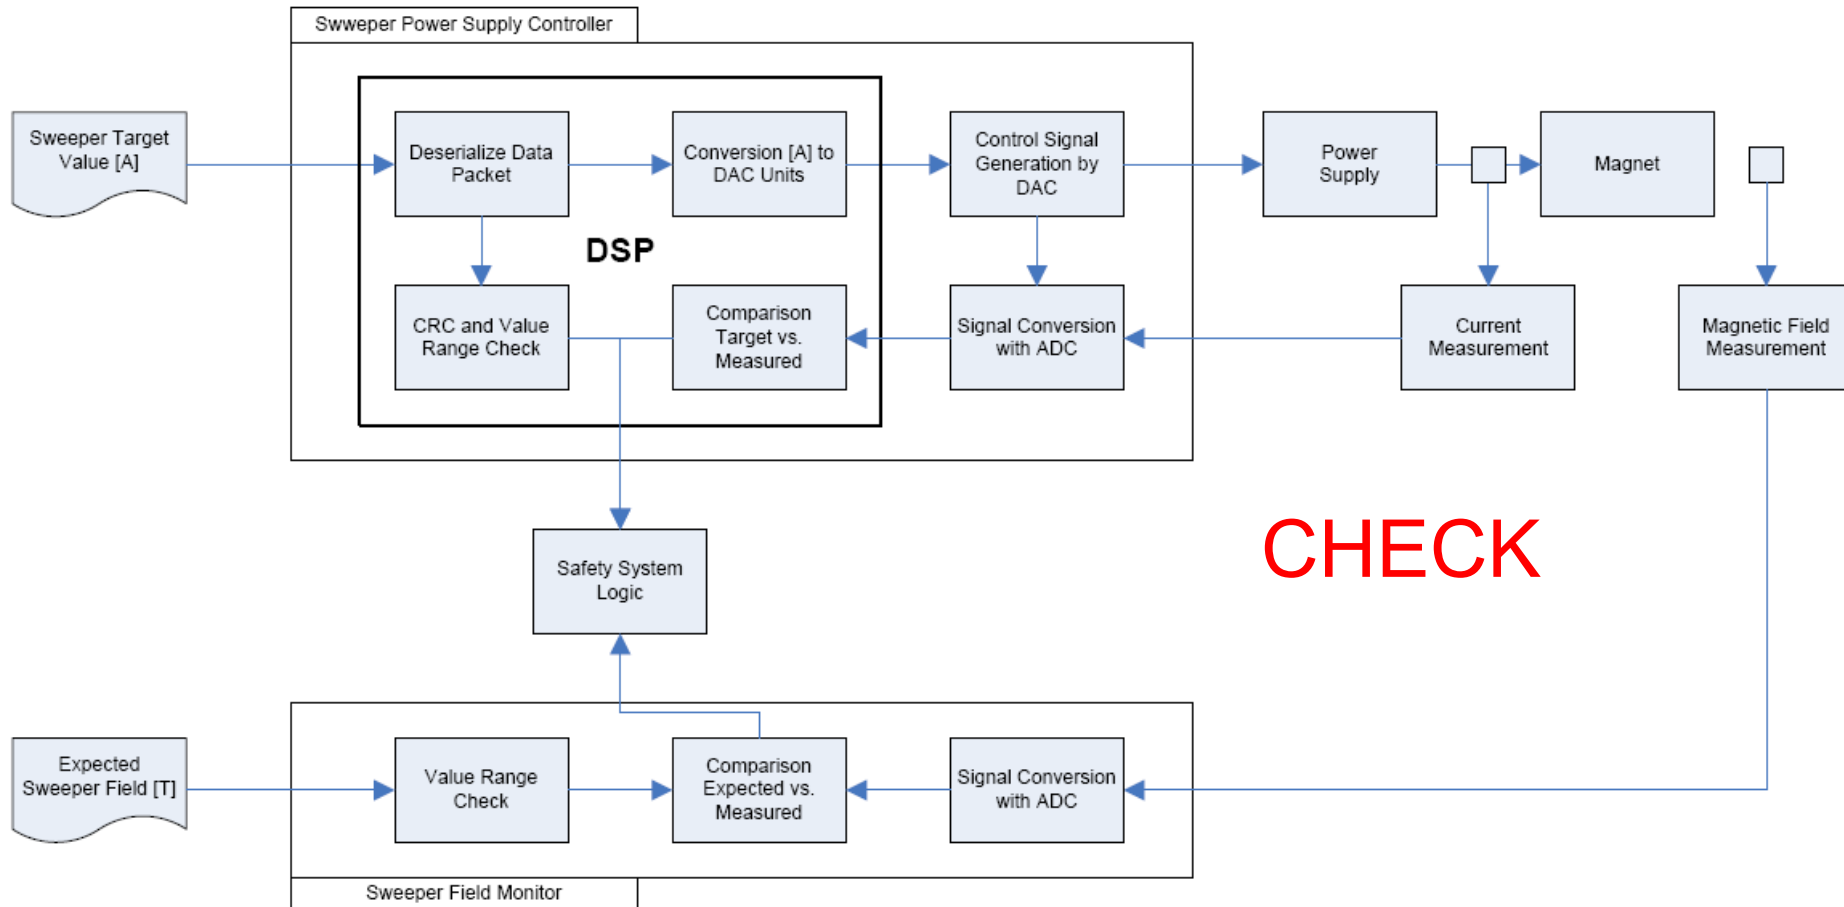 Swweper Power Supply Controller
Sweeper Target
Value [A]
Deserialize Data
Packet
Conversion [A] to
DAC Units
Control Signal
Generation by
DAC
Power
Supply
Magnet
DSP
CRC and Value
Range Check
Comparison
Target vs.
Measured
Signal Conversion
with ADC
Current
Measurement
Magnetic Field
Measurement
Safety System
Logic
CHECK
Expected
Sweeper Field [T]
Value Range
Check
Comparison
Expected vs.
Measured
Signal Conversion
with ADC
Sweeper Field Monitor